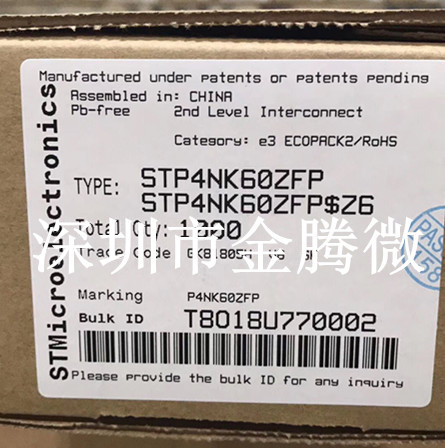 Manufactured under patents or patents pending
Assembled in: CHINA
Pb-free 2nd Level Interconnect
Category: e3 ECOPACK2/RoHS
STMicroelectronics
TYPE: STP4NK60ZFP
STP4NK60ZFP$Z6
Total Qty:
Trace Code
深圳市金腾微
PAS
158
Marking P4NK60ZFP
Bulk ID T8018U770002
Please provide the bulk ID for any inquiry